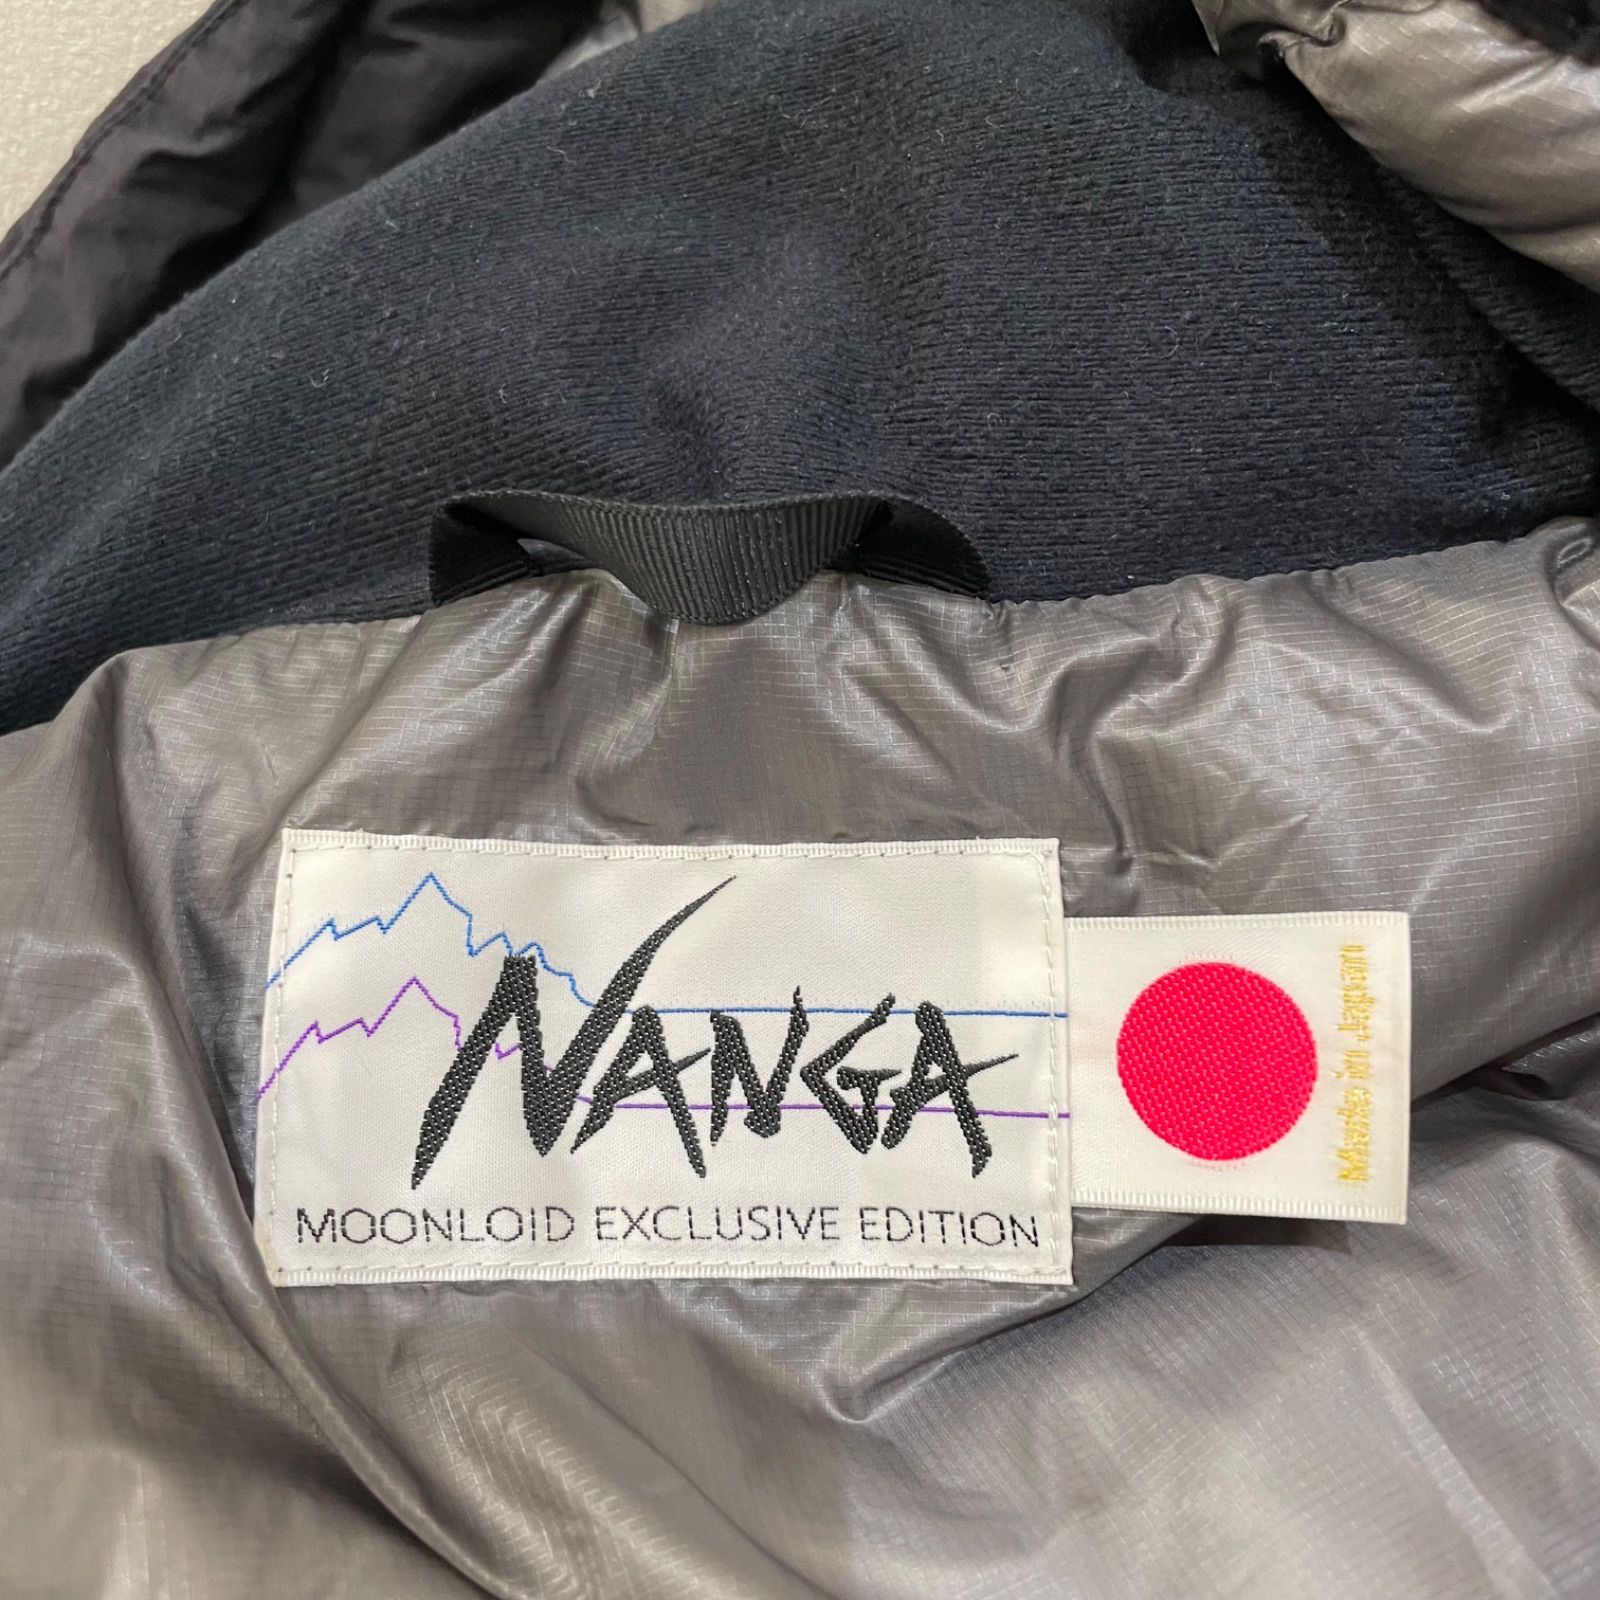 NANGA
MOONLOID EXCLUSIVE EDITION
Made in Japan